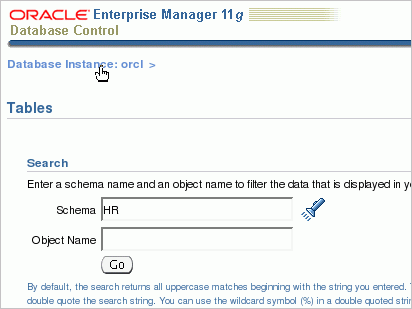 ORACLE Enterprise Manager 11g
Database Control
Database Instance: orcl >
Tables
Search
Enter a schema name and an object name to filter the data that is displayed in
Schema HR
Object Name
Go
By default, the search returns all uppercase matches beginning with the string you entered.
double quote the search string. You can use the wildcard symbol (%) in a double quoted